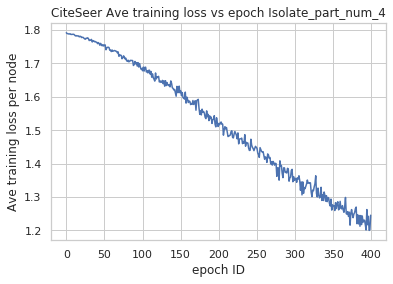 CiteSeer Ave training loss vs epoch Isolate_part_num_4
Ave training loss per node
1.8
1.7
1.6
1.5
1.4
1.3
1.2
0 50 100 150 200 250 300 350 400
epoch ID